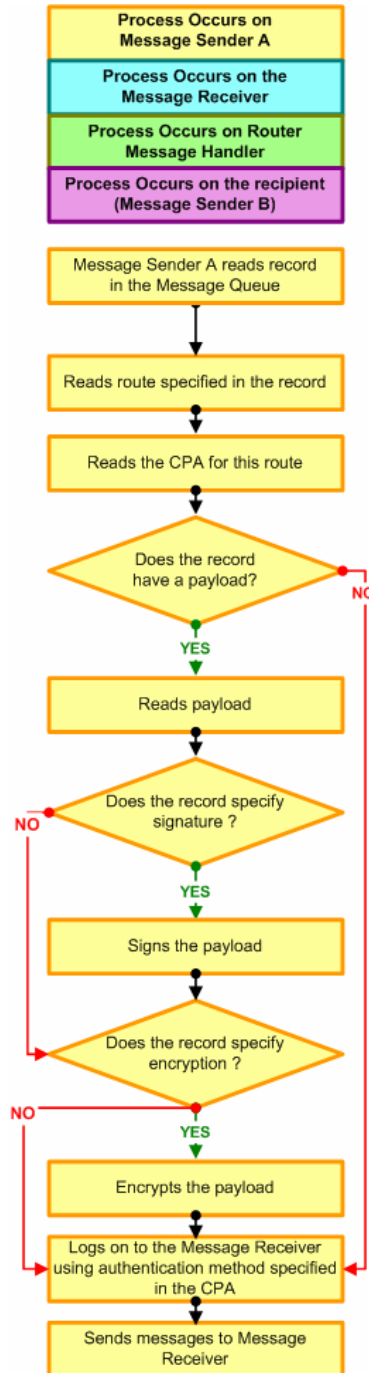 Process Occurs on
Message Sender A
Process Occurs on the
Message Receiver
Process Occurs on Router
Message Handler
Process Occurs on the recipient
(Message Sender B)
Message Sender A reads record
in the Message Queue
Reads route specified in the record
Reads the CPA for this route
Does the record
have a payload?
NO
YES
Reads payload
Does the record specify
signature ?
NO
YES
Signs the payload
Does the record specify
encryption ?
NO
YES
Encrypts the payload
Logs on to the Message Receiver
using authentication method specified
in the CPA
Sends messages to Message
Receiver